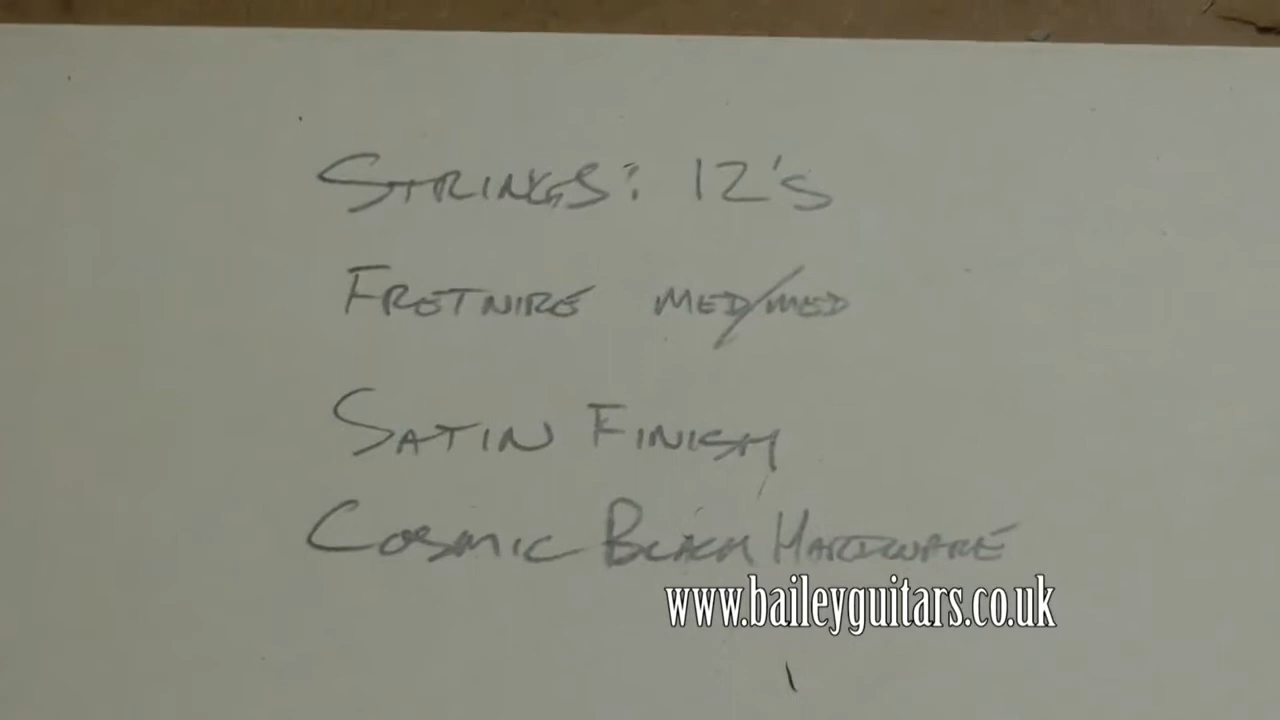 STRINGS: 12's
FRETWIRE MED/MED
SATIN FINISH
COSMIC BLACK HARDWARE
www.baileyguitars.co.uk